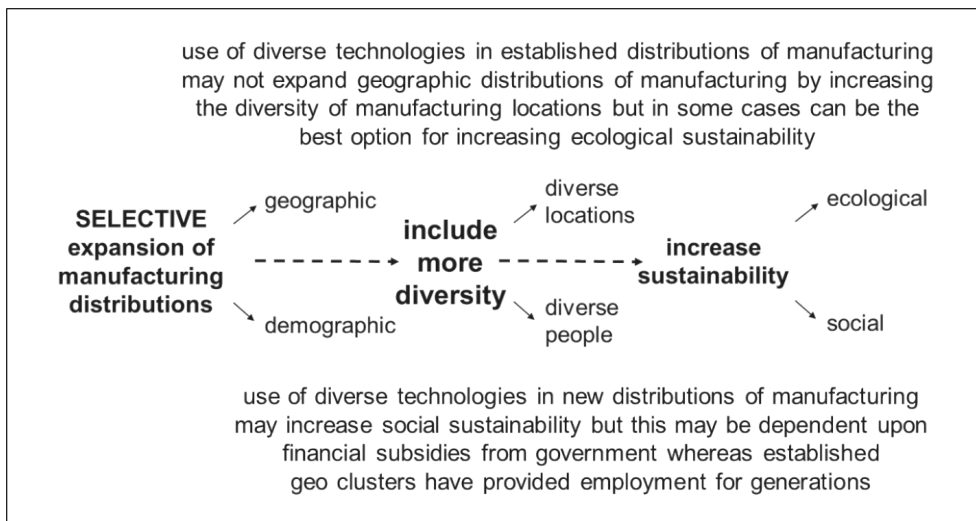 use of diverse technologies in established distributions of manufacturing
may not expand geographic distributions of manufacturing by increasing
the diversity of manufacturing locations but in some cases can be the
best option for increasing ecological sustainability
SELECTIVE
expansion of
manufacturing
distributions
geographic
demographic
include
more
diversity
diverse
locations
diverse
people
increase
sustainability
ecological
social
use of diverse technologies in new distributions of manufacturing
may increase social sustainability but this may be dependent upon
financial subsidies from government whereas established
geo clusters have provided employment for generations